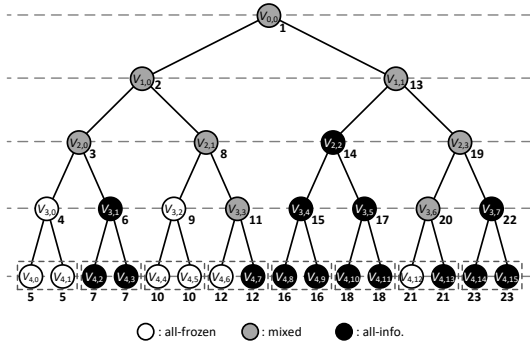 V0,0
1
V1,0 2 V1,1 13
V2,0 3 V2,1 8 V2,2 14 V2,3 19
V3,0 4 V3,1 6 V3,2 9 V3,3 11 V3,4 15 V3,5 17 V3,6 20 V3,7 22
V4,0 V4,1 V4,2 V4,3 V4,4 V4,5 V4,6 V4,7 V4,8 V4,9 V4,10 V4,11 V4,12 V4,13 V4,14 V4,15
5 5 7 7 10 10 12 12 16 16 18 18 21 21 23 23
: all-frozen : mixed : all-info.